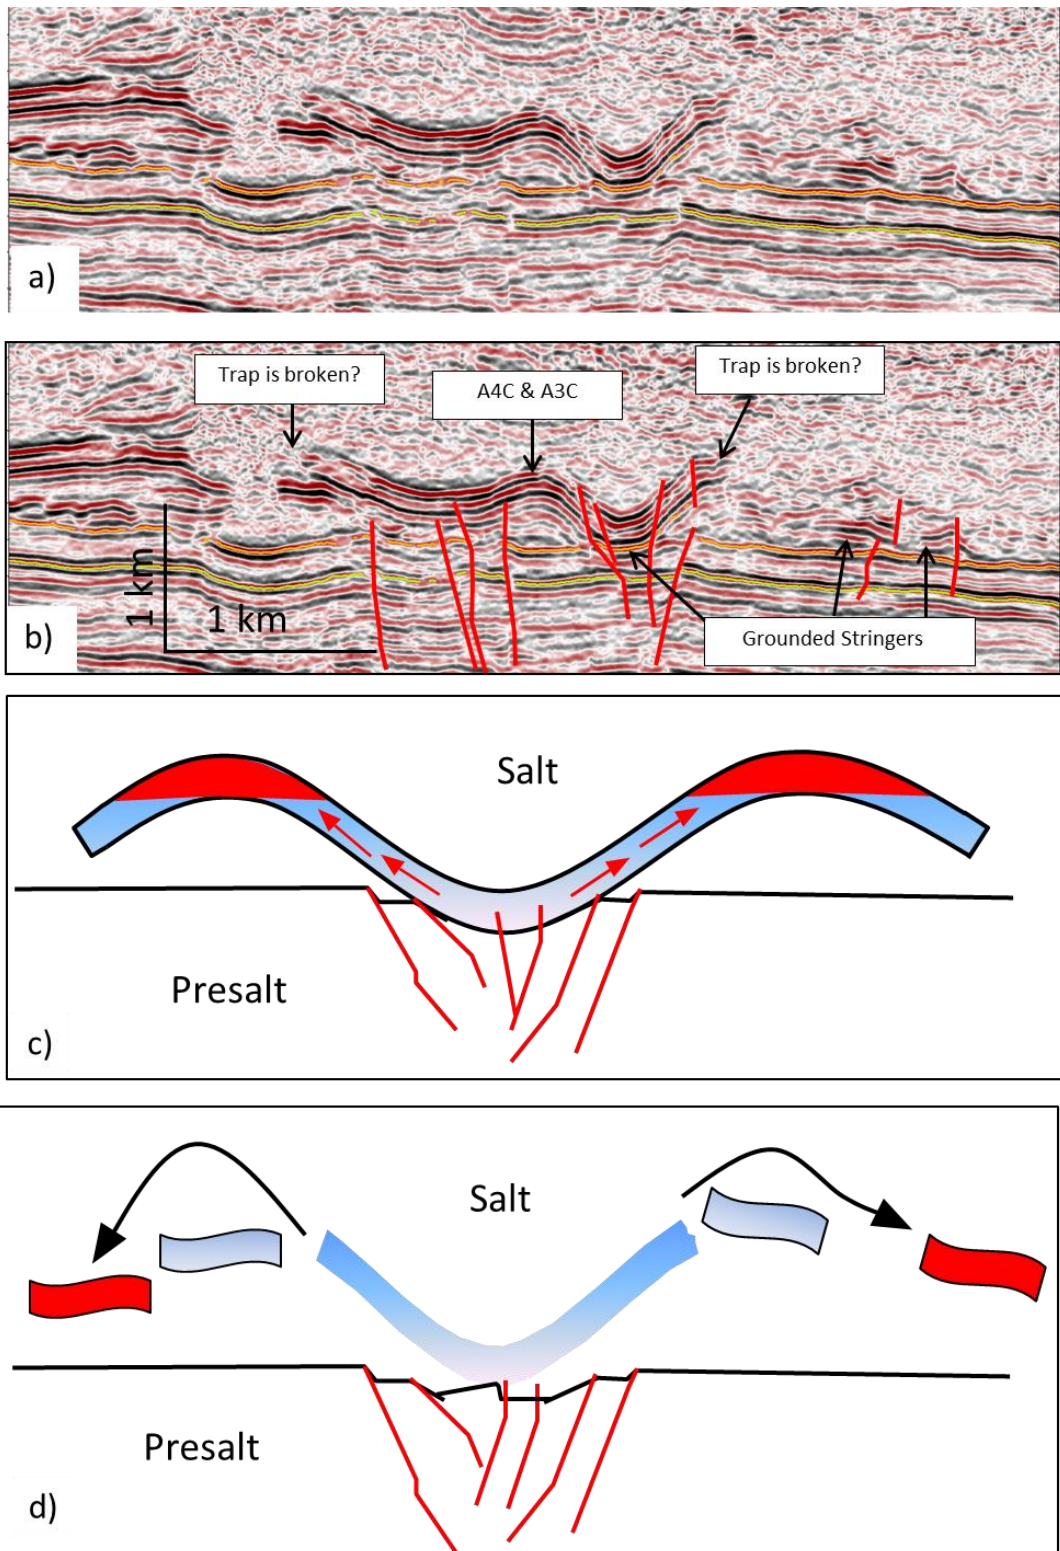 a)
Trap is broken?
A4C & A3C
Trap is broken?
1 km
1 km
Grounded Stringers
b)
Salt
Presalt
c)
Salt
Presalt
d)